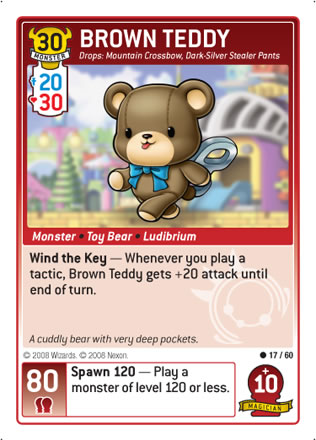 30
MONSTER
BROWN TEDDY
Drops: Mountain Crossbow, Dark-Silver Stealer Pants
20
30
Monster • Toy Bear • Ludibrium
Wind the Key — Whenever you play a
tactic, Brown Teddy gets +20 attack until
end of turn.
A cuddly bear with very deep pockets.
© 2008 Wizards. © 2008 Nexon.
● 17 / 60
80
Spawn 120 — Play a
monster of level 120 or less.
+
10
MAGICIAN